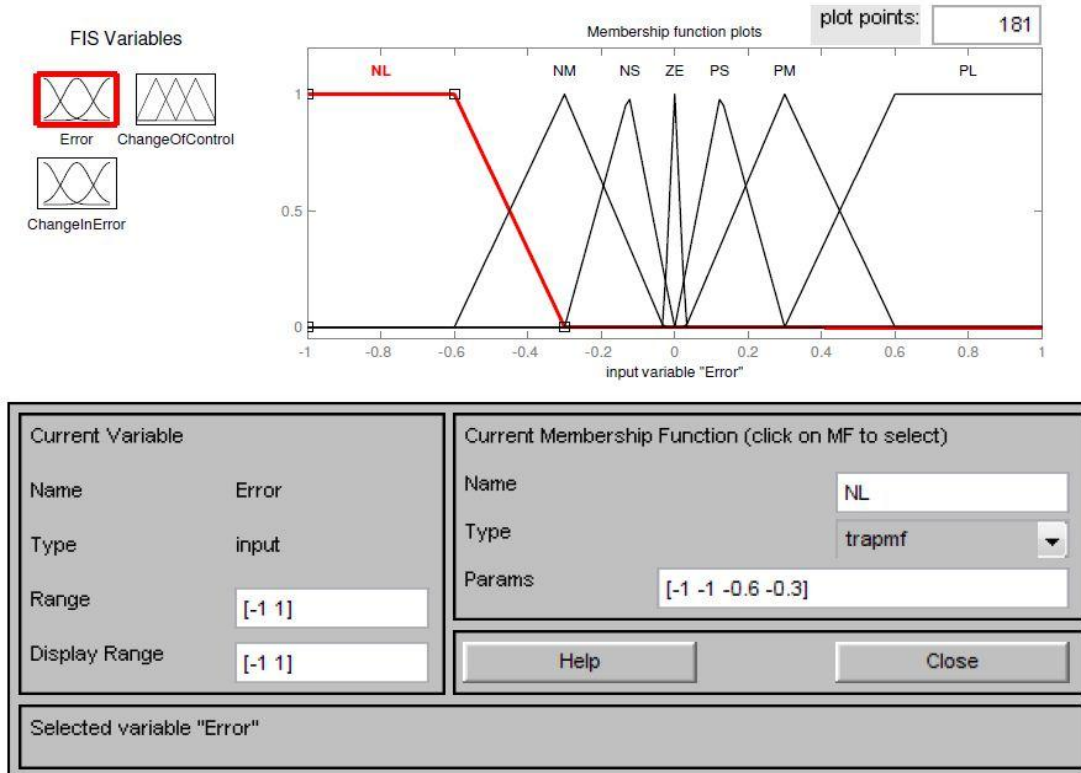 plot points: 181
FIS Variables
Membership function plots
NL NM NS ZE PS PM PL
1
Error ChangeOfControl
0.5
ChangeInError
0
-1 -0.8 -0.6 -0.4 -0.2 0 0.2 0.4 0.6 0.8 1
input variable "Error"
Current Variable
Name Error
Type input
Range [-1 1]
Display Range [-1 1]
Current Membership Function (click on MF to select)
Name NL
Type trapmf
Params [-1 -1 -0.6 -0.3]
Help Close
Selected variable "Error"